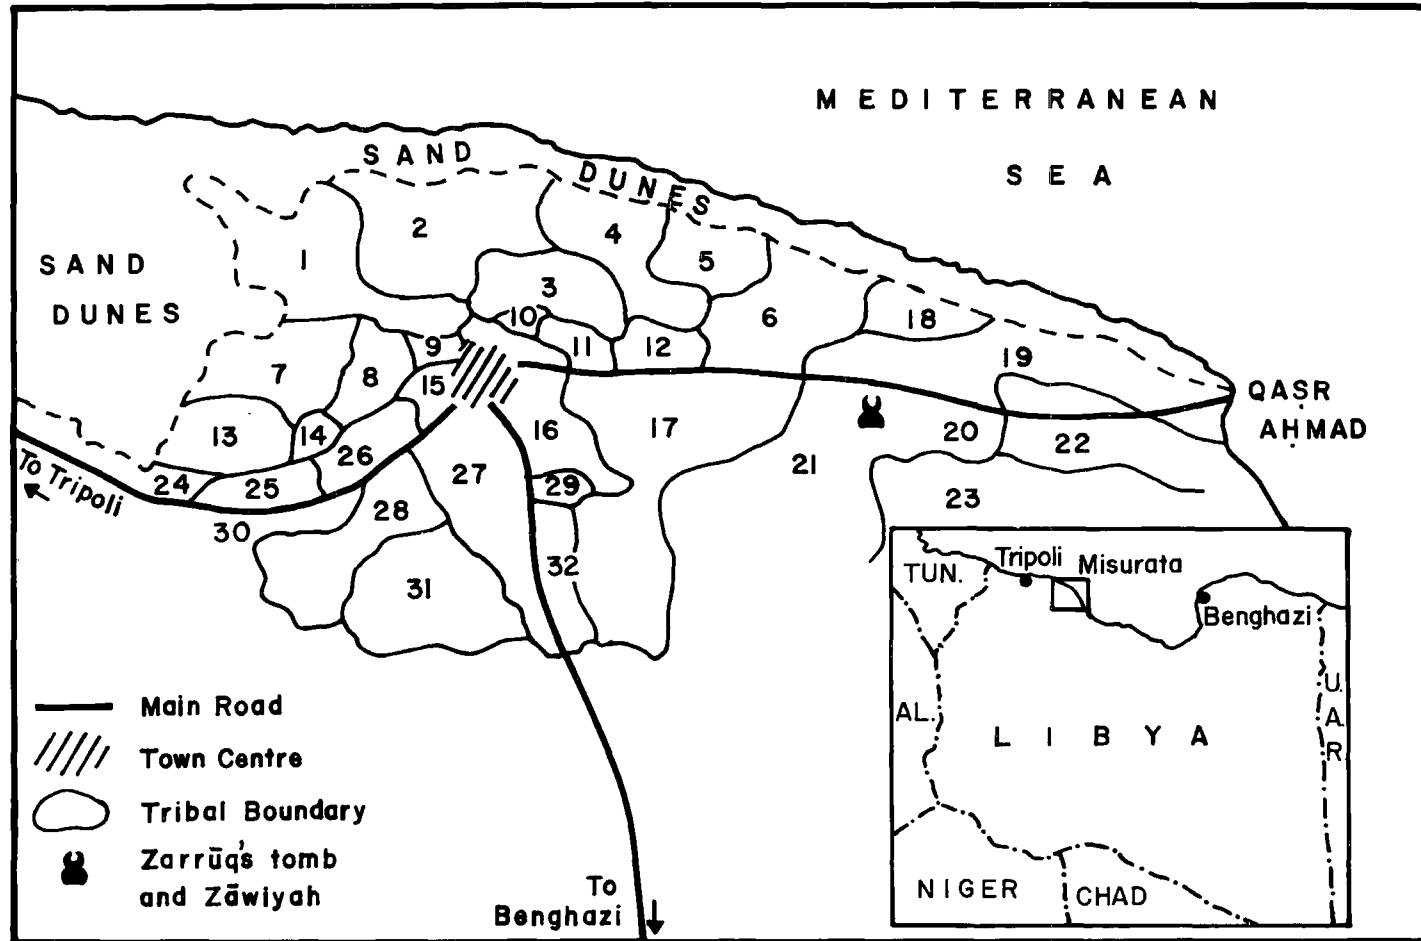 MEDITERRANEAN
SEA
SAND
DUNES
SAND
DUNES
1
2
3
4
5
6
7
8
9
10
11
12
13
14
15
16
17
18
19
20
21
22
23
24
25
26
27
28
29
30
31
32
QAṢR
AḤMAD
To Tripoli
To
Benghazi
Main Road
Town Centre
Tribal Boundary
Zarrūq's tomb
and Zāwiyah
TUN.
Tripoli
Misurata
Benghazi
AL.
LIBYA
U.
A.
R.
NIGER
CHAD